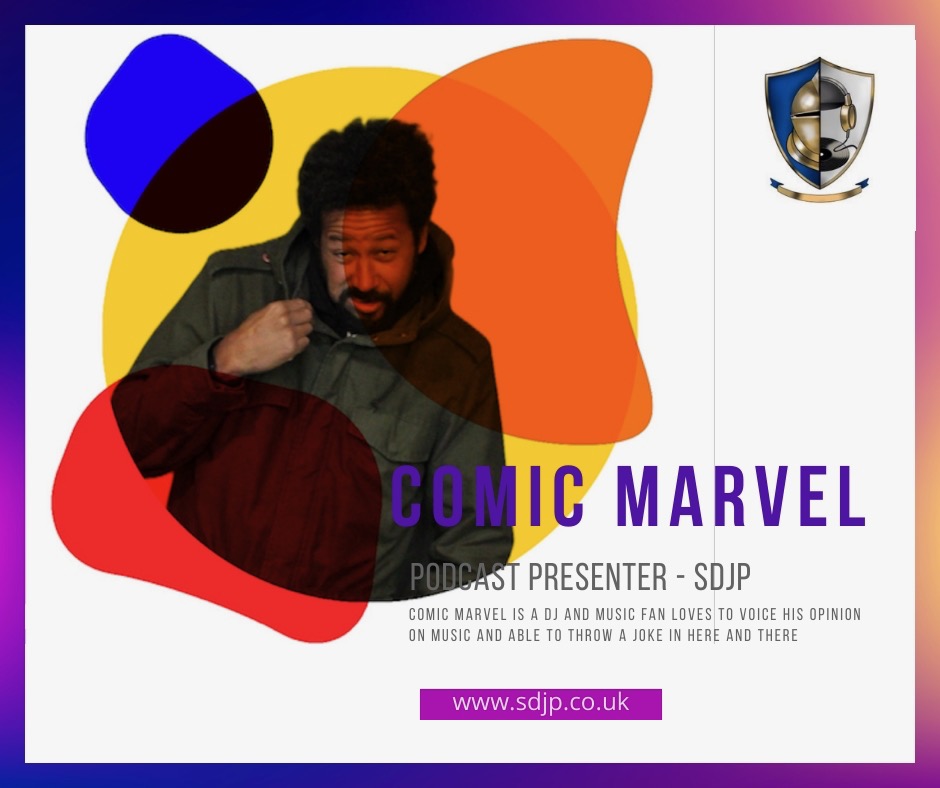 COMIC MARVEL
PODCAST PRESENTER - SDJP
COMIC MARVEL IS A DJ AND MUSIC FAN LOVES TO VOICE HIS OPINION
ON MUSIC AND ABLE TO THROW A JOKE IN HERE AND THERE
www.sdjp.co.uk